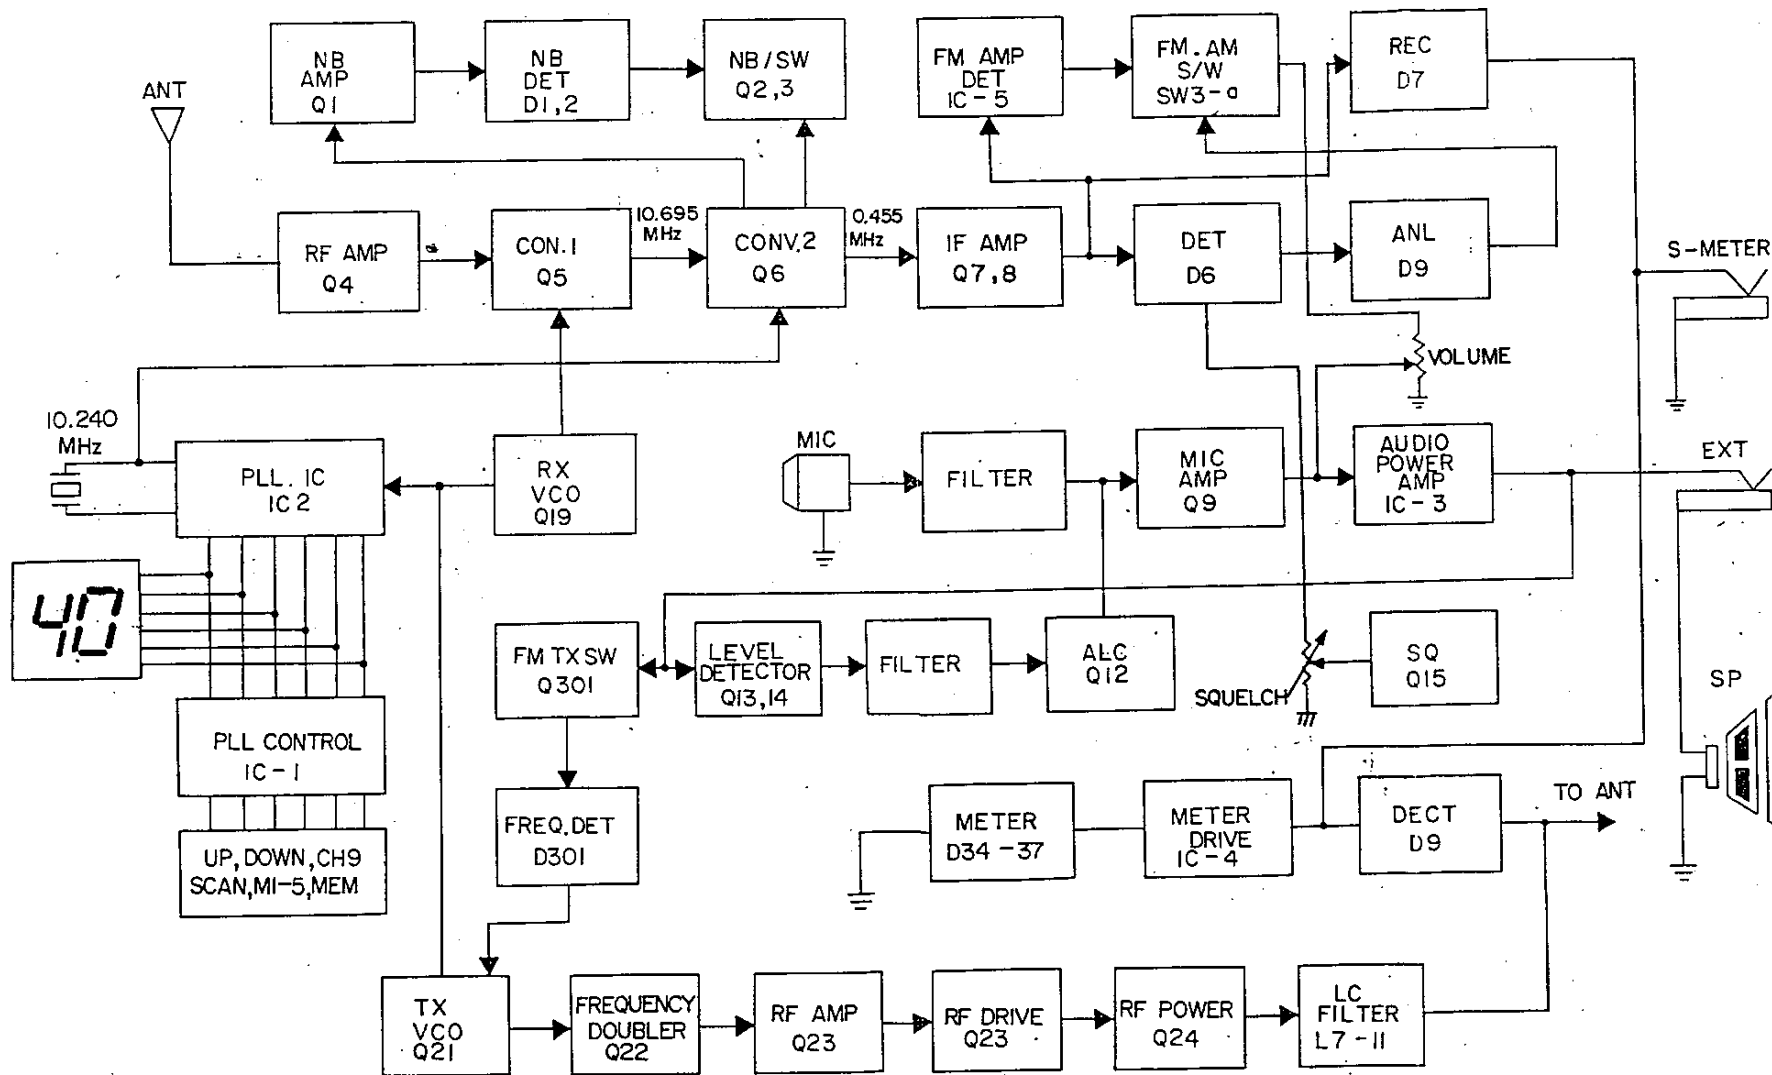 ANT
NB
AMP
Q1
NB
DET
D1,2
NB/SW
Q2,3
FM AMP
DET
IC-5
FM.AM
S/W
SW3-a
REC
D7
RF AMP
Q4
CON.1
Q5
10.695
MHz
CONV.2
Q6
0.455
MHz
IF AMP
Q7,8
DET
D6
ANL
D9
S-METER
VOLUME
10.240
MHz
PLL. IC
IC2
RX
VCO
Q19
MIC
FILTER
MIC
AMP
Q9
AUDIO
POWER
AMP
IC-3
EXT
40
FM TX SW
Q301
LEVEL
DETECTOR
Q13,14
FILTER
ALC
Q12
SQUELCH
SQ
Q15
SP
PLL CONTROL
IC-1
UP,DOWN,CH9
SCAN,M1-5,MEM
FREQ.DET
D301
METER
D34-37
METER
DRIVE
IC-4
DECT
D9
TO ANT
TX
VCO
Q21
FREQUENCY
DOUBLER
Q22
RF AMP
Q23
RF DRIVE
Q23
RF POWER
Q24
LC
FILTER
L7-11